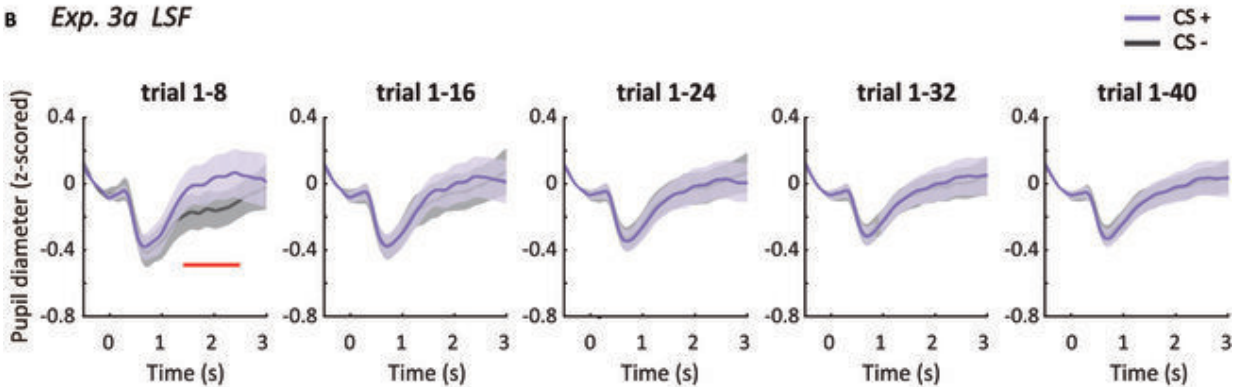 B Exp. 3a LSF
CS +
CS -
trial 1-8 trial 1-16 trial 1-24 trial 1-32 trial 1-40
Pupil diameter (z-scored)
0.4 0.4 0.4 0.4 0.4
0 0 0 0 0
-0.4 -0.4 -0.4 -0.4 -0.4
-0.8 -0.8 -0.8 -0.8 -0.8
0 1 2 3 0 1 2 3 0 1 2 3 0 1 2 3 0 1 2 3
Time (s) Time (s) Time (s) Time (s) Time (s)